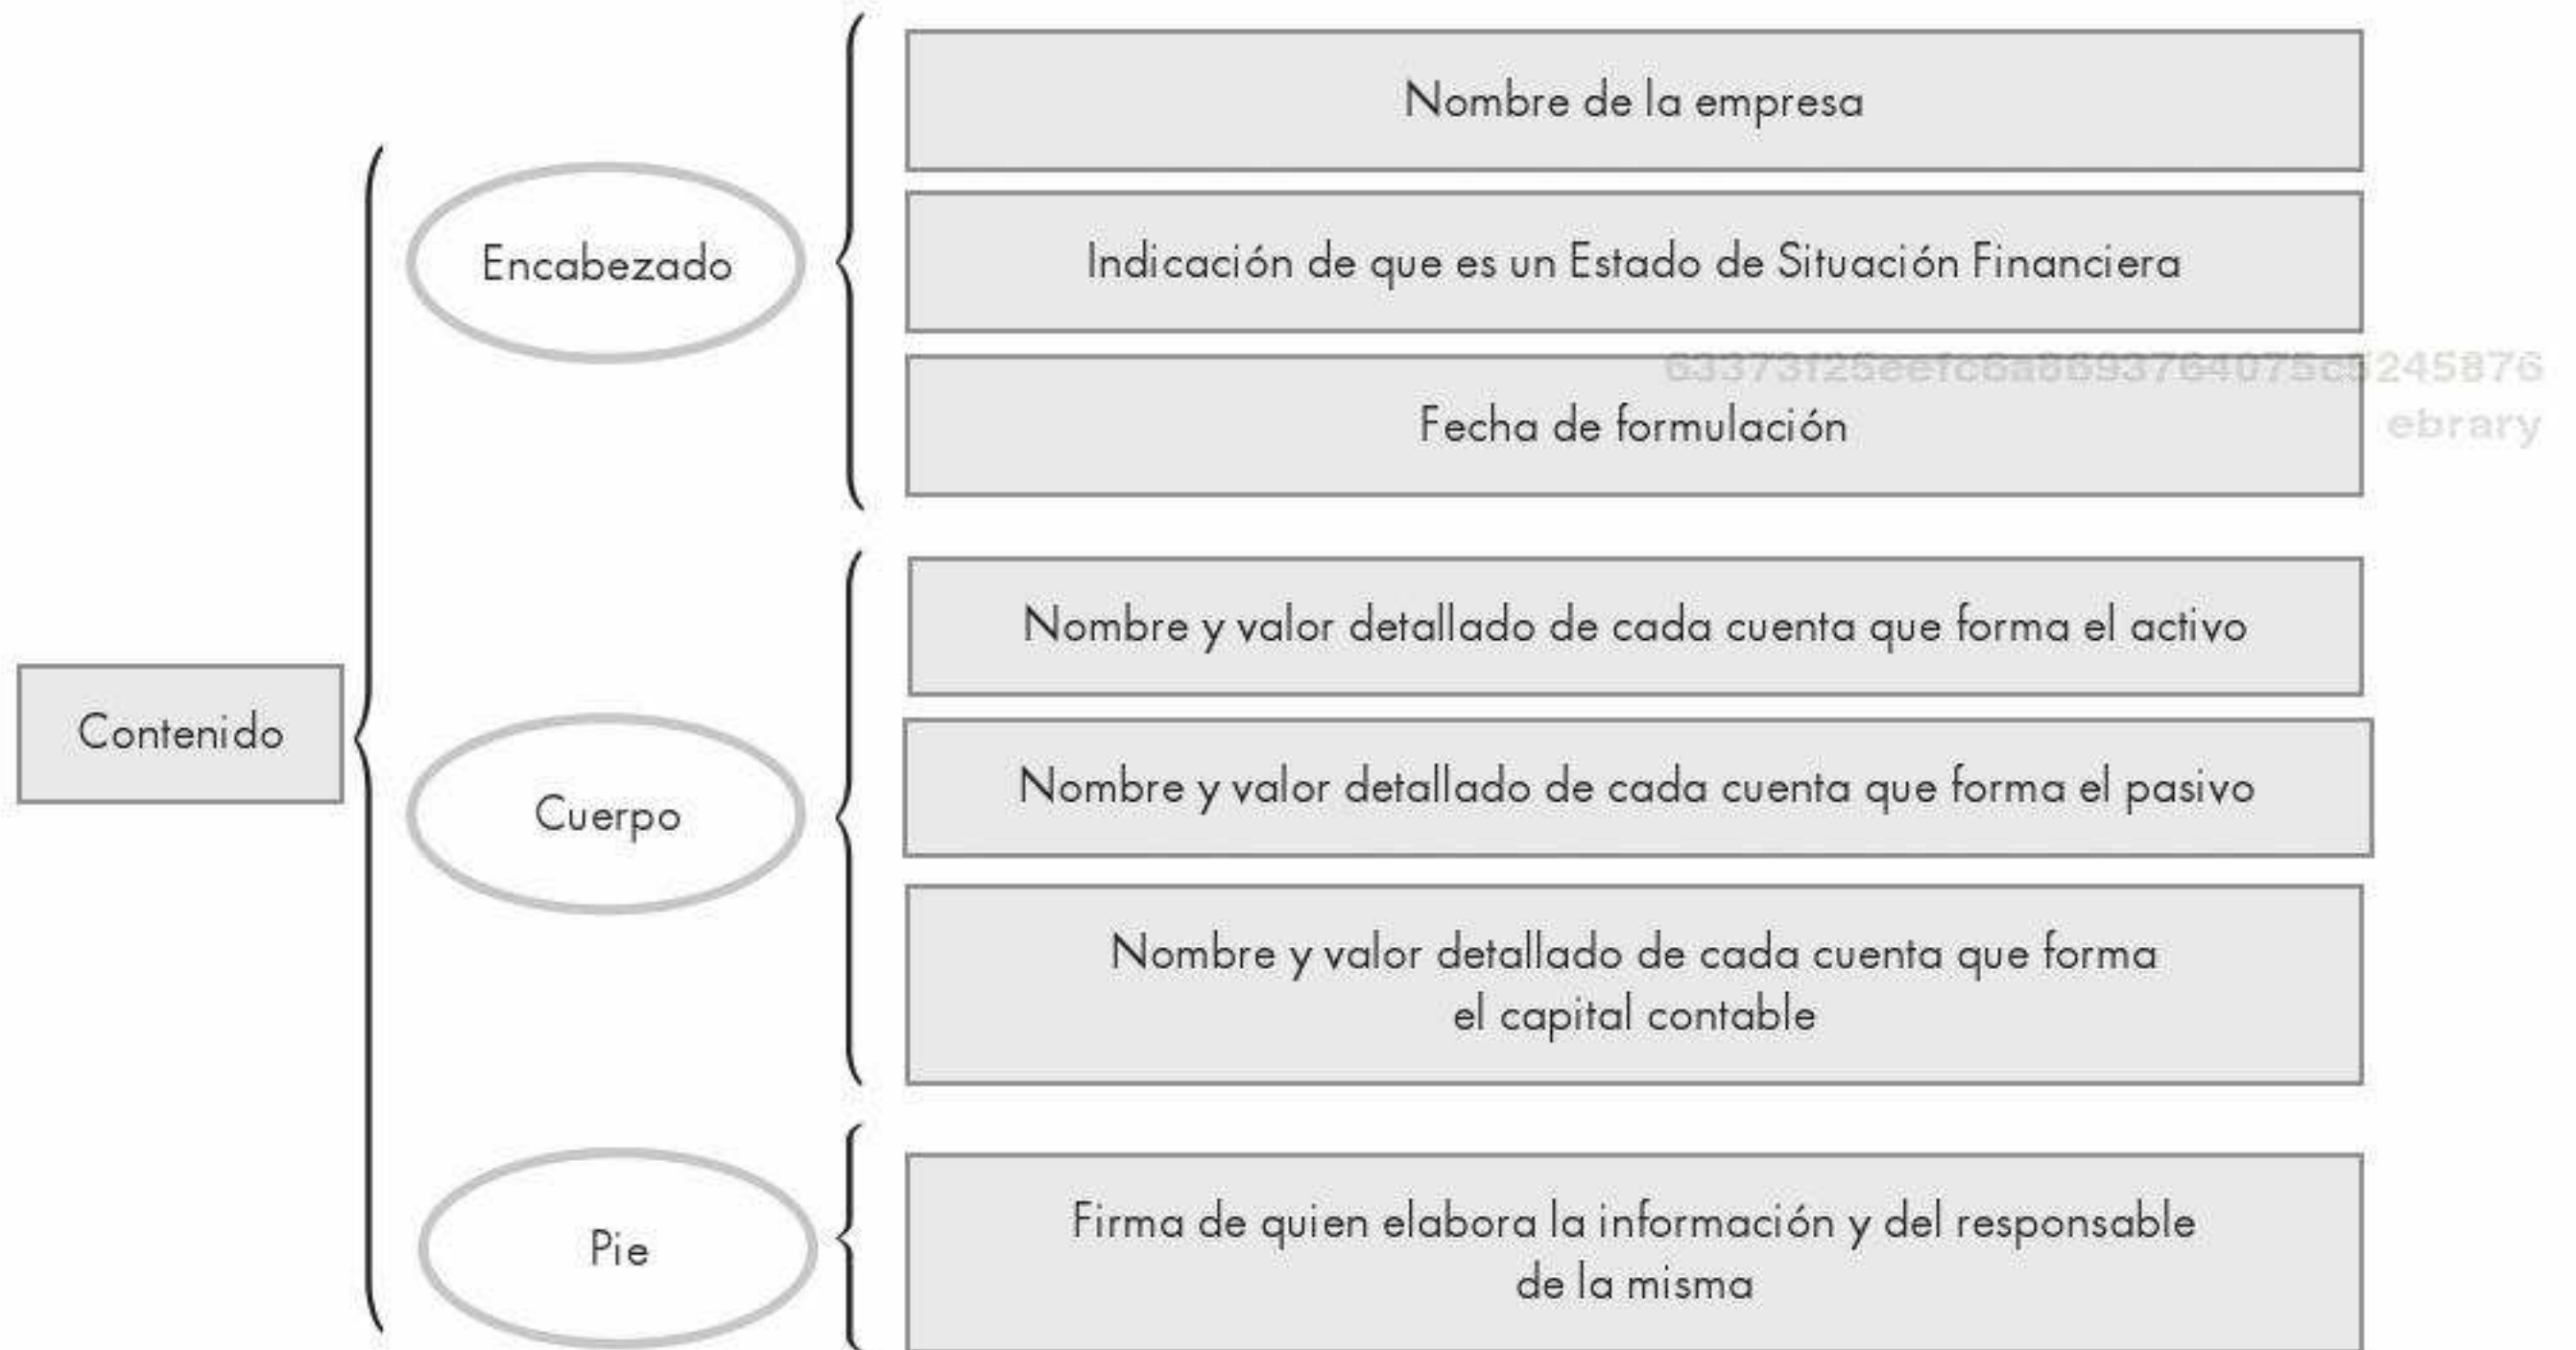 Contenido
Encabezado
Nombre de la empresa
Indicación de que es un Estado de Situación Financiera
Fecha de formulación
63373f25eefc6a8693764075c5245876
ebrary
Cuerpo
Nombre y valor detallado de cada cuenta que forma el activo
Nombre y valor detallado de cada cuenta que forma el pasivo
Nombre y valor detallado de cada cuenta que forma
el capital contable
Pie
Firma de quien elabora la información y del responsable
de la misma